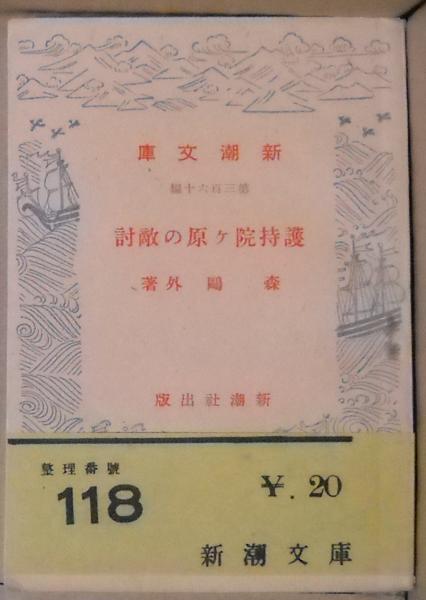 新潮文庫
第三百六十編
護持院ヶ原の敵討
森鷗外著
新潮社出版
整理番號
118
¥.20
新潮文庫